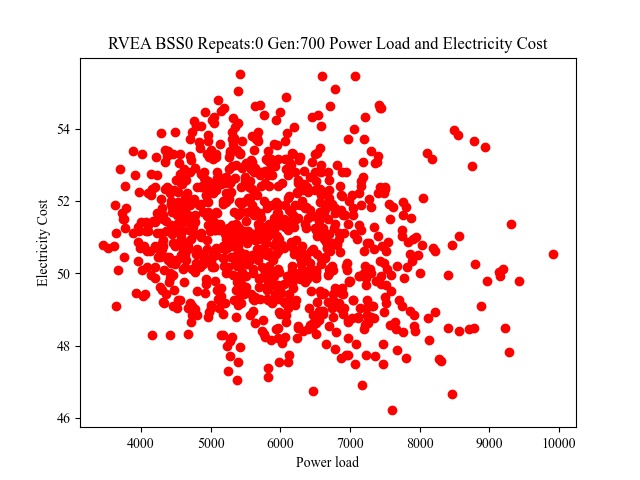 RVEA BSS0 Repeats:0 Gen:700 Power Load and Electricity Cost
Electricity Cost
54
52
50
48
46
4000 5000 6000 7000 8000 9000 10000
Power load